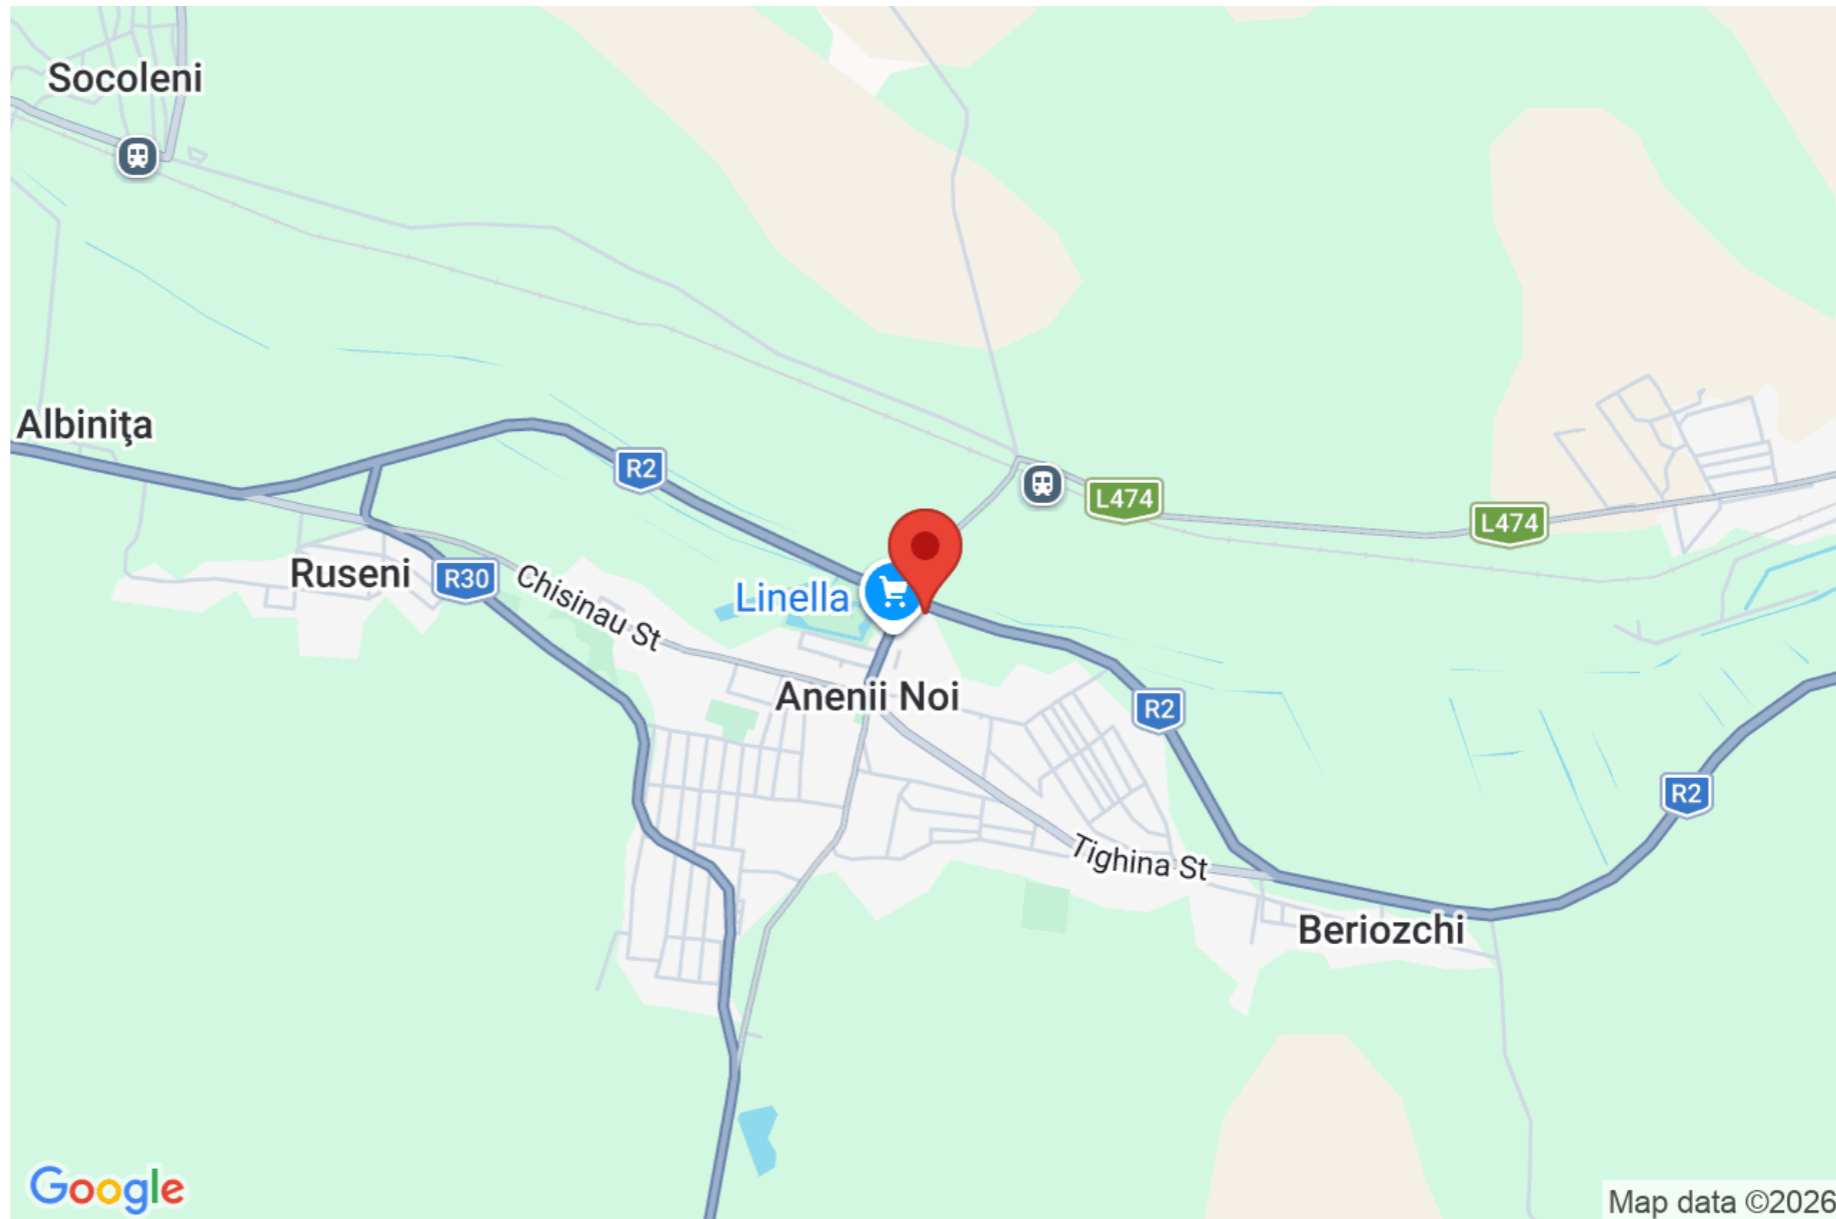 Socoleni
Albiniţa
R2
L474
L474
Ruseni
R30
Chisinau St
Linella
Anenii Noi
R2
R2
Tighina St
Beriozchi
Google
Map data ©2026